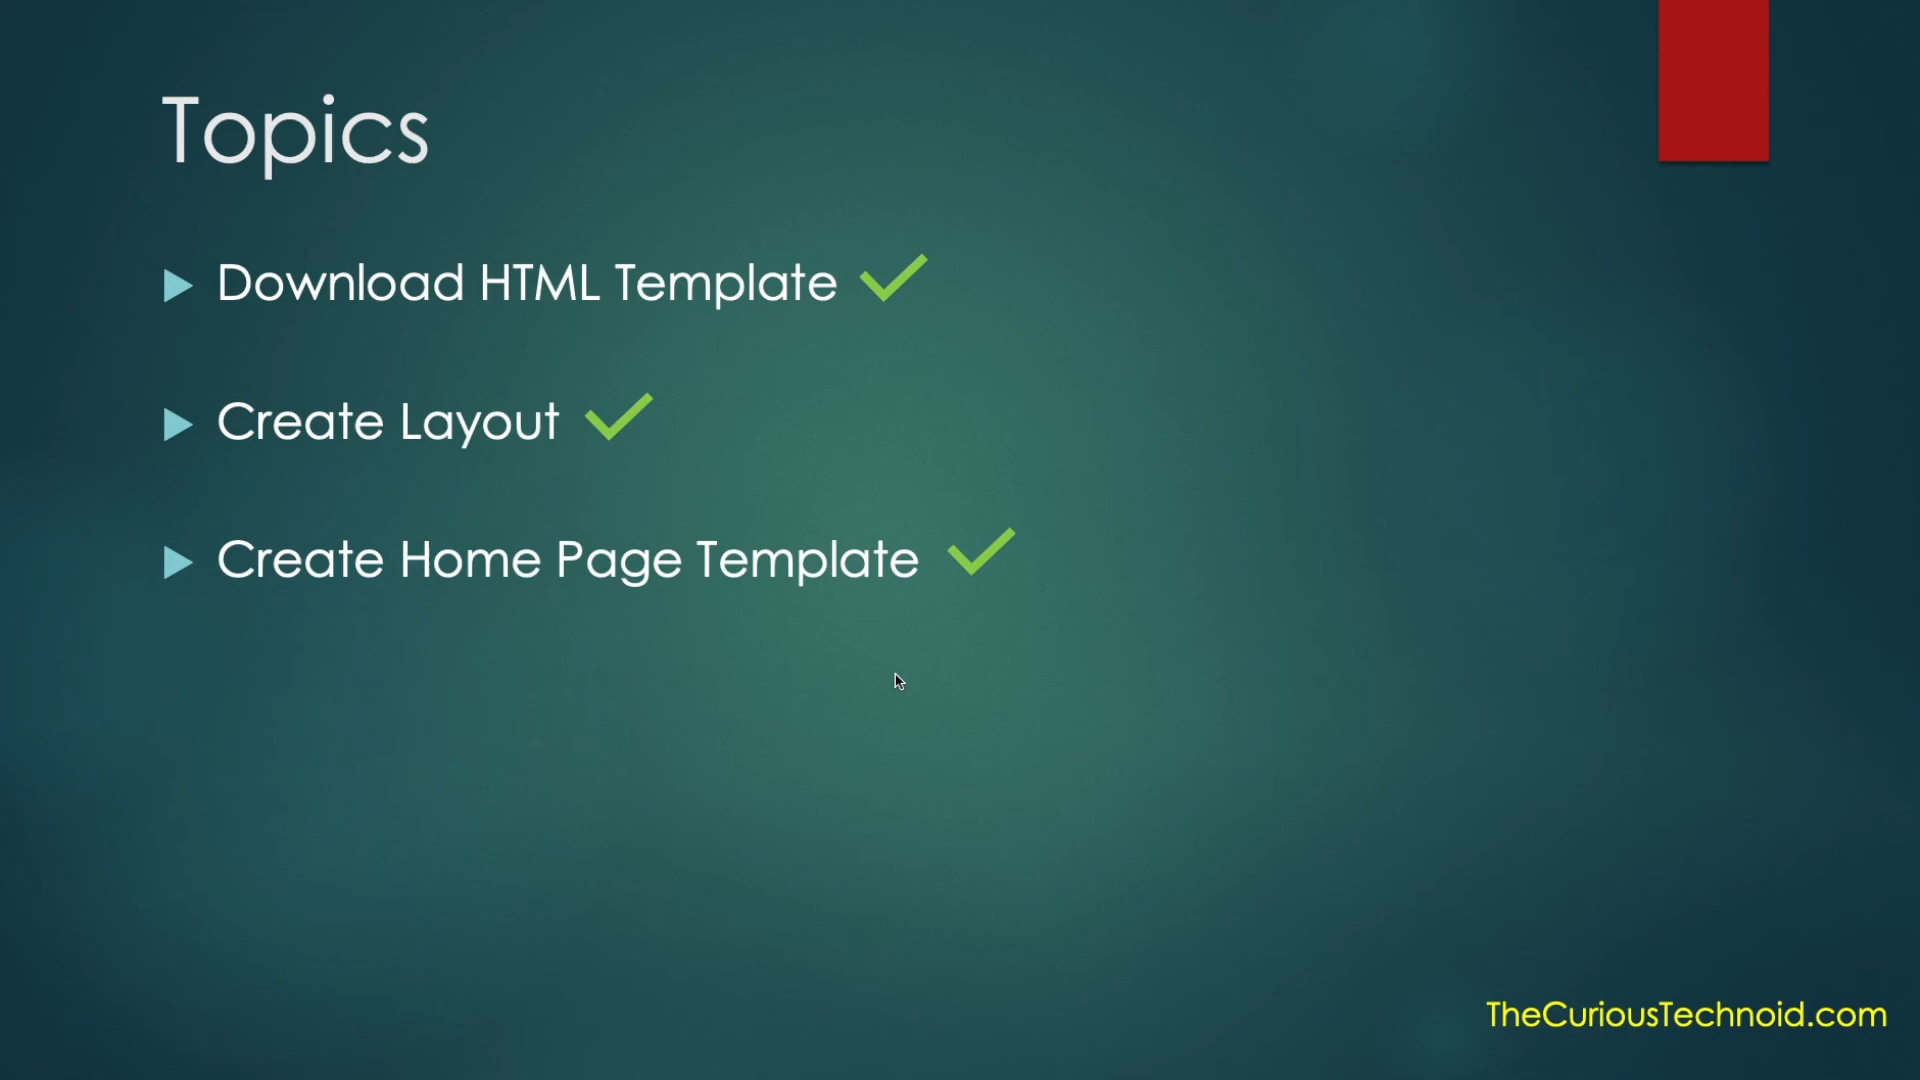 Topics
Download HTML Template
Create Layout
Create Home Page Template
TheCuriousTechnoid.com